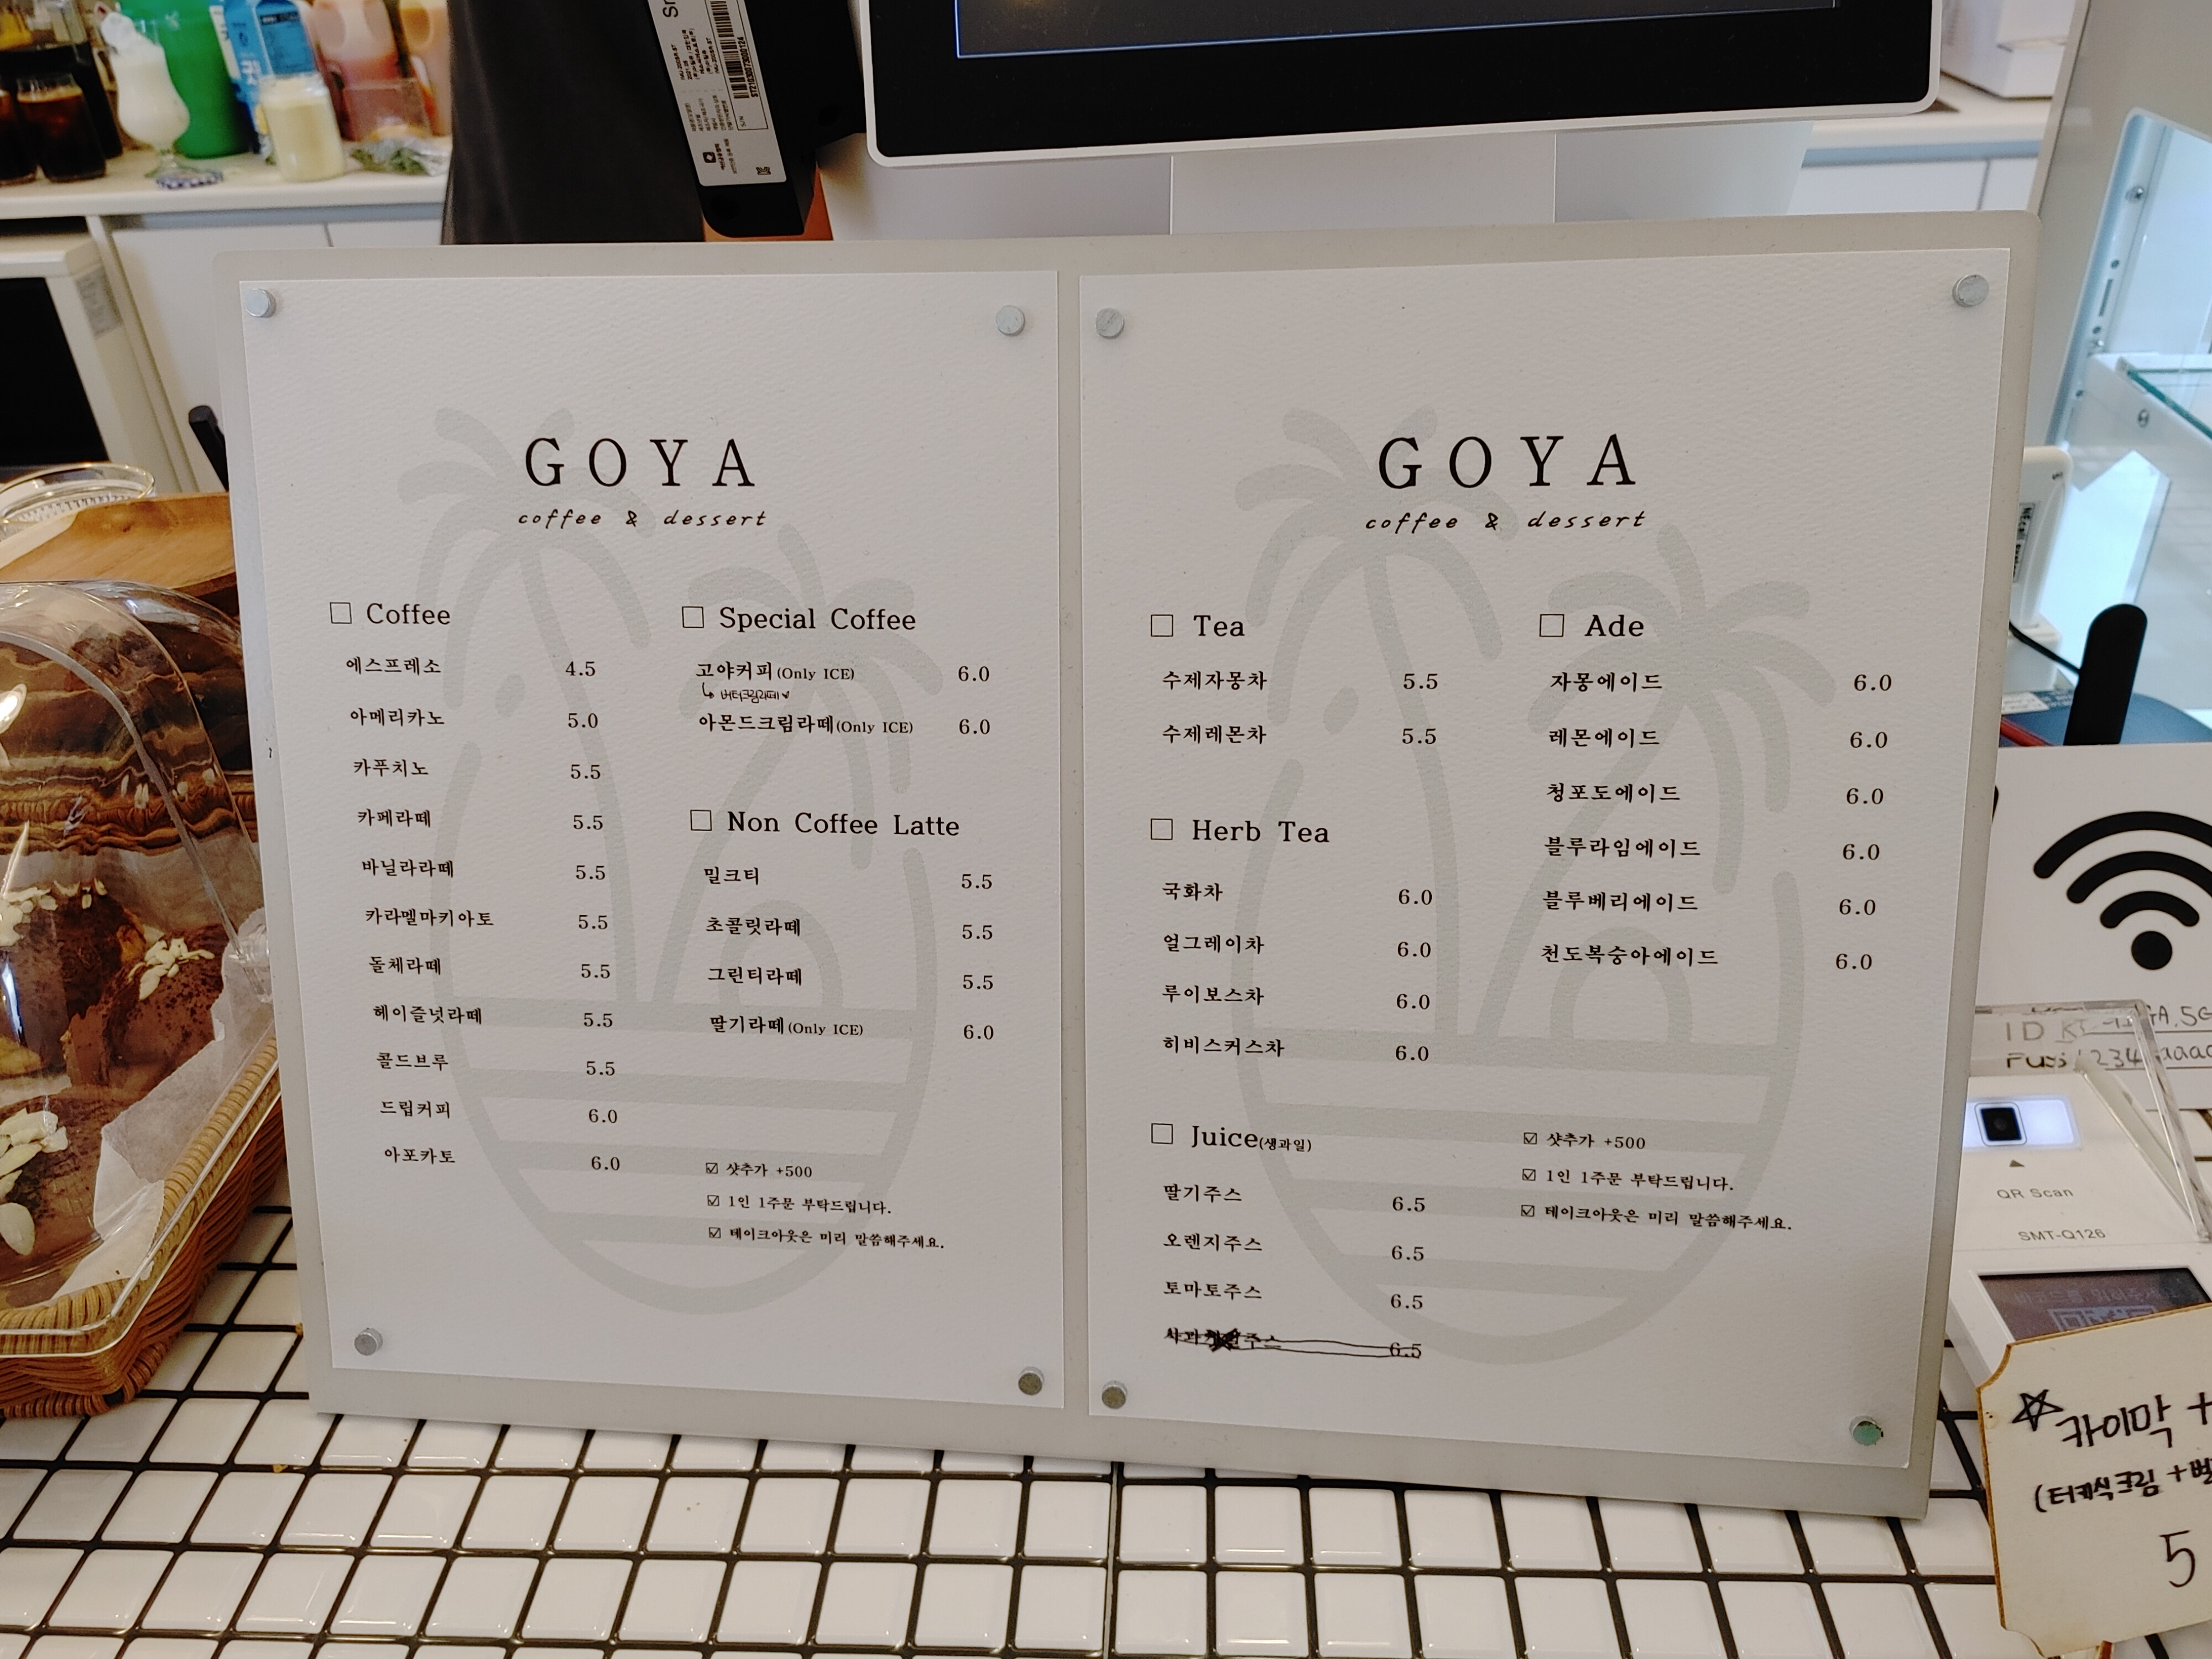 GOYA
coffee & dessert
□ Coffee
에스프레소 4.5
아메리카노 5.0
카푸치노 5.5
카페라떼 5.5
바닐라라떼 5.5
카라멜마키아토 5.5
돌체라떼 5.5
헤이즐넛라떼 5.5
콜드브루 5.5
드립커피 6.0
아포카토 6.0
□ Special Coffee
고야커피(Only ICE) 6.0
↳ 버터크림라떼♥
아몬드크림라떼(Only ICE) 6.0
□ Non Coffee Latte
밀크티 5.5
초콜릿라떼 5.5
그린티라떼 5.5
딸기라떼(Only ICE) 6.0
☑ 샷추가 +500
☑ 1인 1주문 부탁드립니다.
☑ 테이크아웃은 미리 말씀해주세요.
GOYA
coffee & dessert
□ Tea
수제자몽차 5.5
수제레몬차 5.5
□ Herb Tea
국화차 6.0
얼그레이차 6.0
루이보스차 6.0
히비스커스차 6.0
□ Juice(생과일)
딸기주스 6.5
오렌지주스 6.5
토마토주스 6.5
6.5
□ Ade
자몽에이드 6.0
레몬에이드 6.0
청포도에이드 6.0
블루라임에이드 6.0
블루베리에이드 6.0
천도복숭아에이드 6.0
☑ 샷추가 +500
☑ 1인 1주문 부탁드립니다.
☑ 테이크아웃은 미리 말씀해주세요.
ID
QR Scan
SMT-Q126
☆카이막 +
(터키식크림 +
5